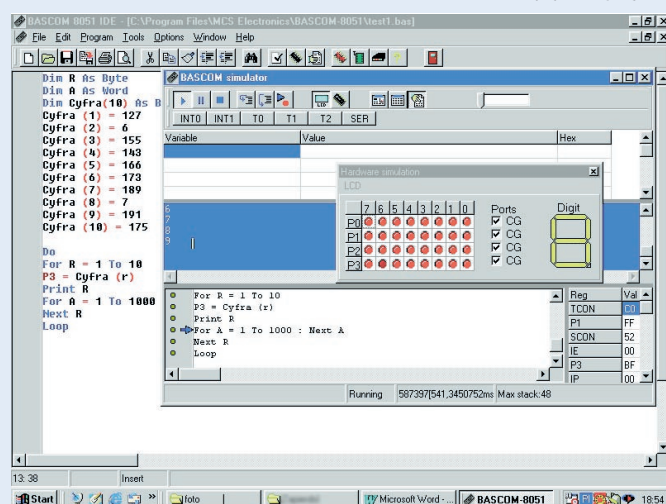 BASCOM 8051 IDE - [C:\Program Files\MCS Electronics\BASCOM-8051\test1.bas]
File Edit Program Tools Options Window Help
Dim R As Byte
Dim A As Word
Dim Cyfra(10) As B
Cyfra (1) = 127
Cyfra (2) = 6
Cyfra (3) = 155
Cyfra (4) = 143
Cyfra (5) = 166
Cyfra (6) = 173
Cyfra (7) = 189
Cyfra (8) = 7
Cyfra (9) = 191
Cyfra (10) = 175
Do
For R = 1 To 10
P3 = Cyfra (r)
Print R
For A = 1 To 1000
Next R
Loop
BASCOM simulator
INT0 INT1 T0 T1 T2 SER
Variable Value Hex
Hardware simulation
LCD
7 6 5 4 3 2 1 0 Ports Digit
P0 CG
P1 CG
P2 CG
P3 CG
6
7
8
9
For R = 1 To 10
P3 = Cyfra (r)
Print R
For A = 1 To 1000 : Next A
Next R
Loop
Reg Val
TCON C0
P1 FF
SCON 52
IE 00
P3 BF
IP 00
Running 587397[541,3450752ms Max stack:48
13: 38 Insert
Start foto Microsoft Word - ... BASCOM-8051 18:54